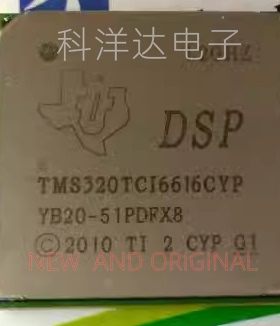 科洋达电子
DSP
TMS320TCI6616CYP
YB20-51PDFX8
©2010 TI 2 CYP G1
NEW AND ORIGINAL